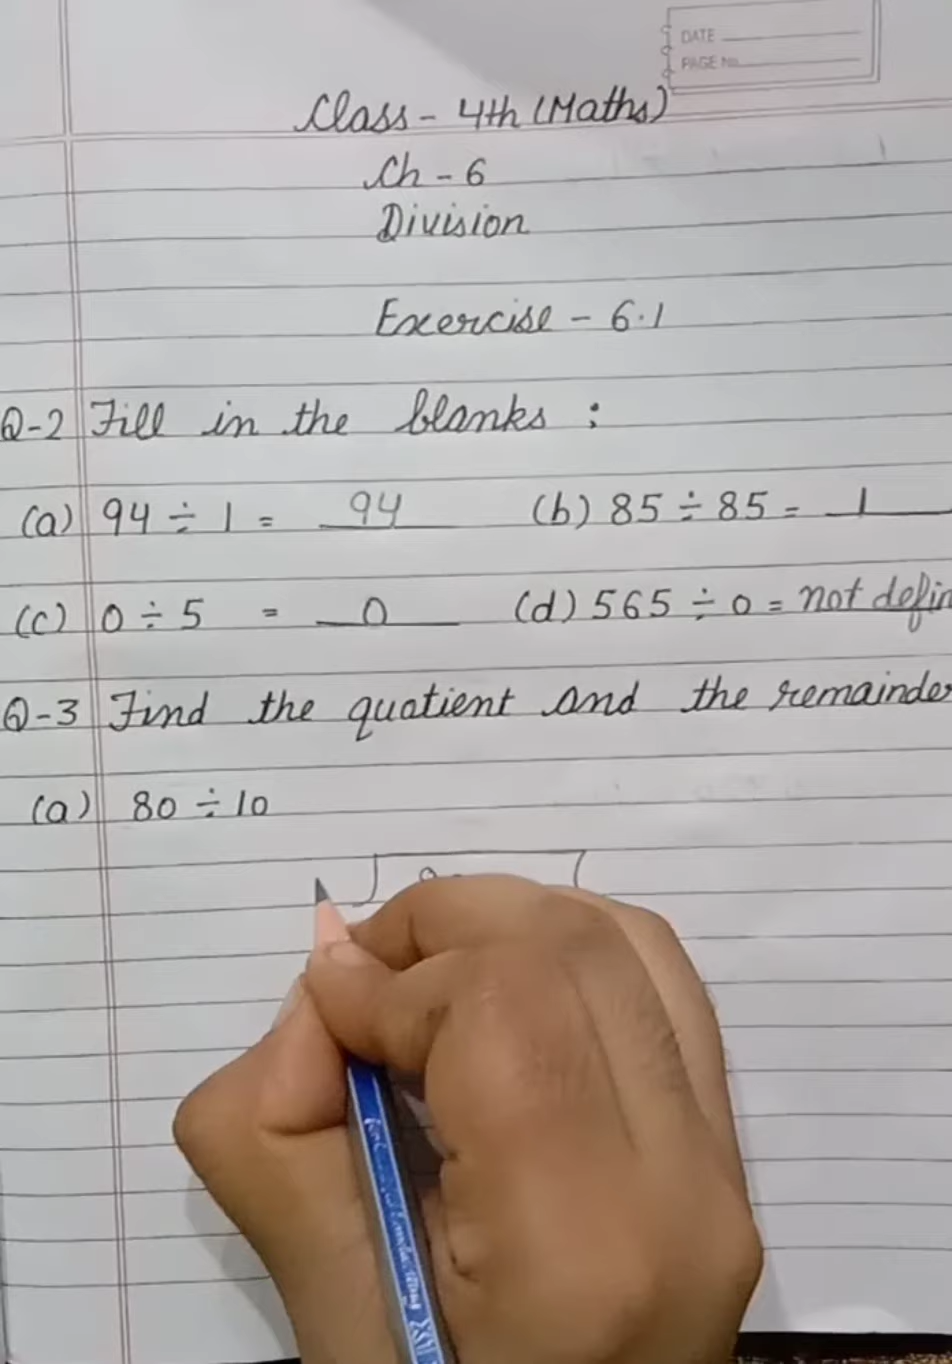 DATE
PAGE No.
Class - 4th (Maths)
Ch - 6
Division
Exercise - 6.1
Q-2 Fill in the blanks :
(a) 94 ÷ 1 = 94 (b) 85 ÷ 85 = 1
(c) 0 ÷ 5 = 0 (d) 565 ÷ 0 = not defin
Q-3 Find the quotient and the remainder
(a) 80 ÷ 10